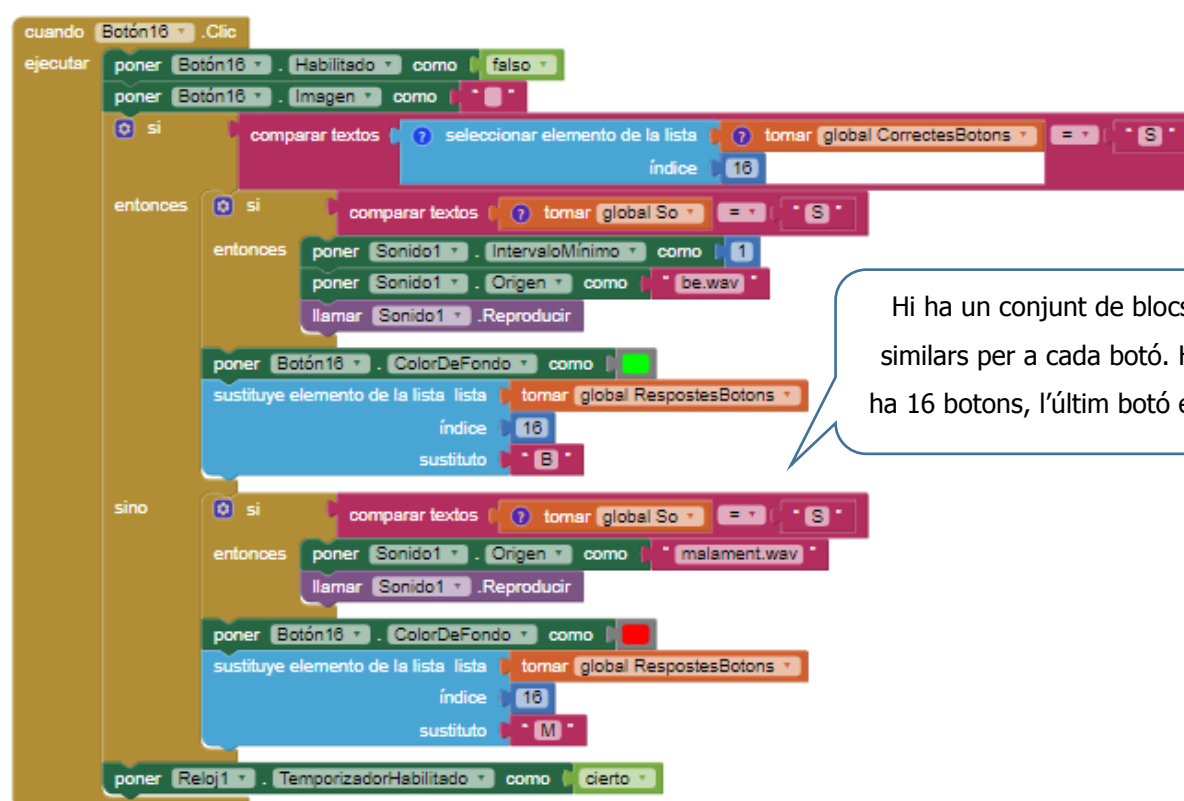 cuando Botón16 .Clic
ejecutar poner Botón16 . Habilitado como falso
poner Botón16 . Imagen como " "
si comparar textos seleccionar elemento de la lista tomar global CorrectesBotons = " S "
índice 16
entonces si comparar textos tomar global So = " S "
entonces poner Sonido1 . IntervaloMínimo como 1
poner Sonido1 . Origen como " be.wav "
llamar Sonido1 .Reproducir
poner Botón16 . ColorDeFondo como
sustituye elemento de la lista lista tomar global RespostesBotons
índice 16
sustituto " B "
sino si comparar textos tomar global So = " S "
entonces poner Sonido1 . Origen como " malament.wav "
llamar Sonido1 .Reproducir
poner Botón16 . ColorDeFondo como
sustituye elemento de la lista lista tomar global RespostesBotons
índice 16
sustituto " M "
poner Reloj1 . TemporizadorHabilitado como cierto
Hi ha un conjunt de blocs
similars per a cada botó.
ha 16 botons, l'últim botó